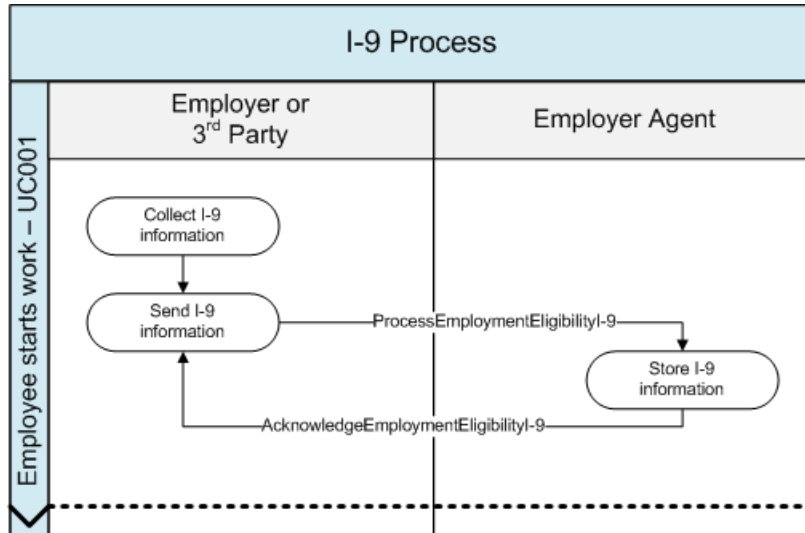 I-9 Process
Employer or
3rd Party
Employer Agent
Employee starts work – UC001
Collect I-9
information
Send I-9
information
ProcessEmploymentEligibilityI-9
Store I-9
information
AcknowledgeEmploymentEligibilityI-9